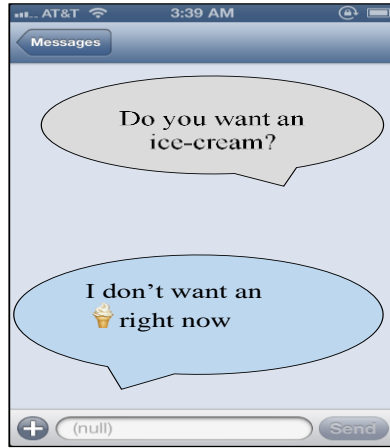 AT&T 3:39 AM
Messages
Do you want an
ice-cream?
I don't want an
🍦 right now
(null)
Send